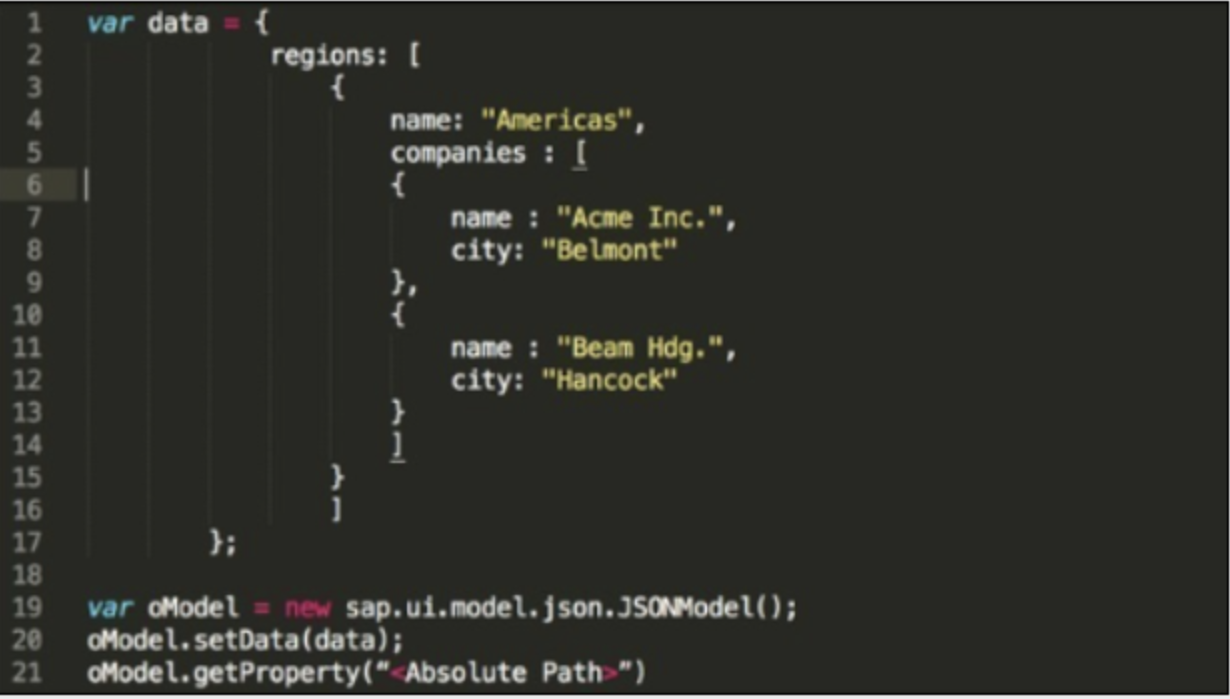 1 var data = {
2 regions: [
3 {
4 name: "Americas",
5 companies : [
6 {
7 name : "Acme Inc.",
8 city: "Belmont"
9 },
10 {
11 name : "Beam Hdg.",
12 city: "Hancock"
13 }
14 ]
15 }
16 ]
17 };
18
19 var oModel = new sap.ui.model.json.JSONModel();
20 oModel.setData(data);
21 oModel.getProperty(“<Absolute Path>”)